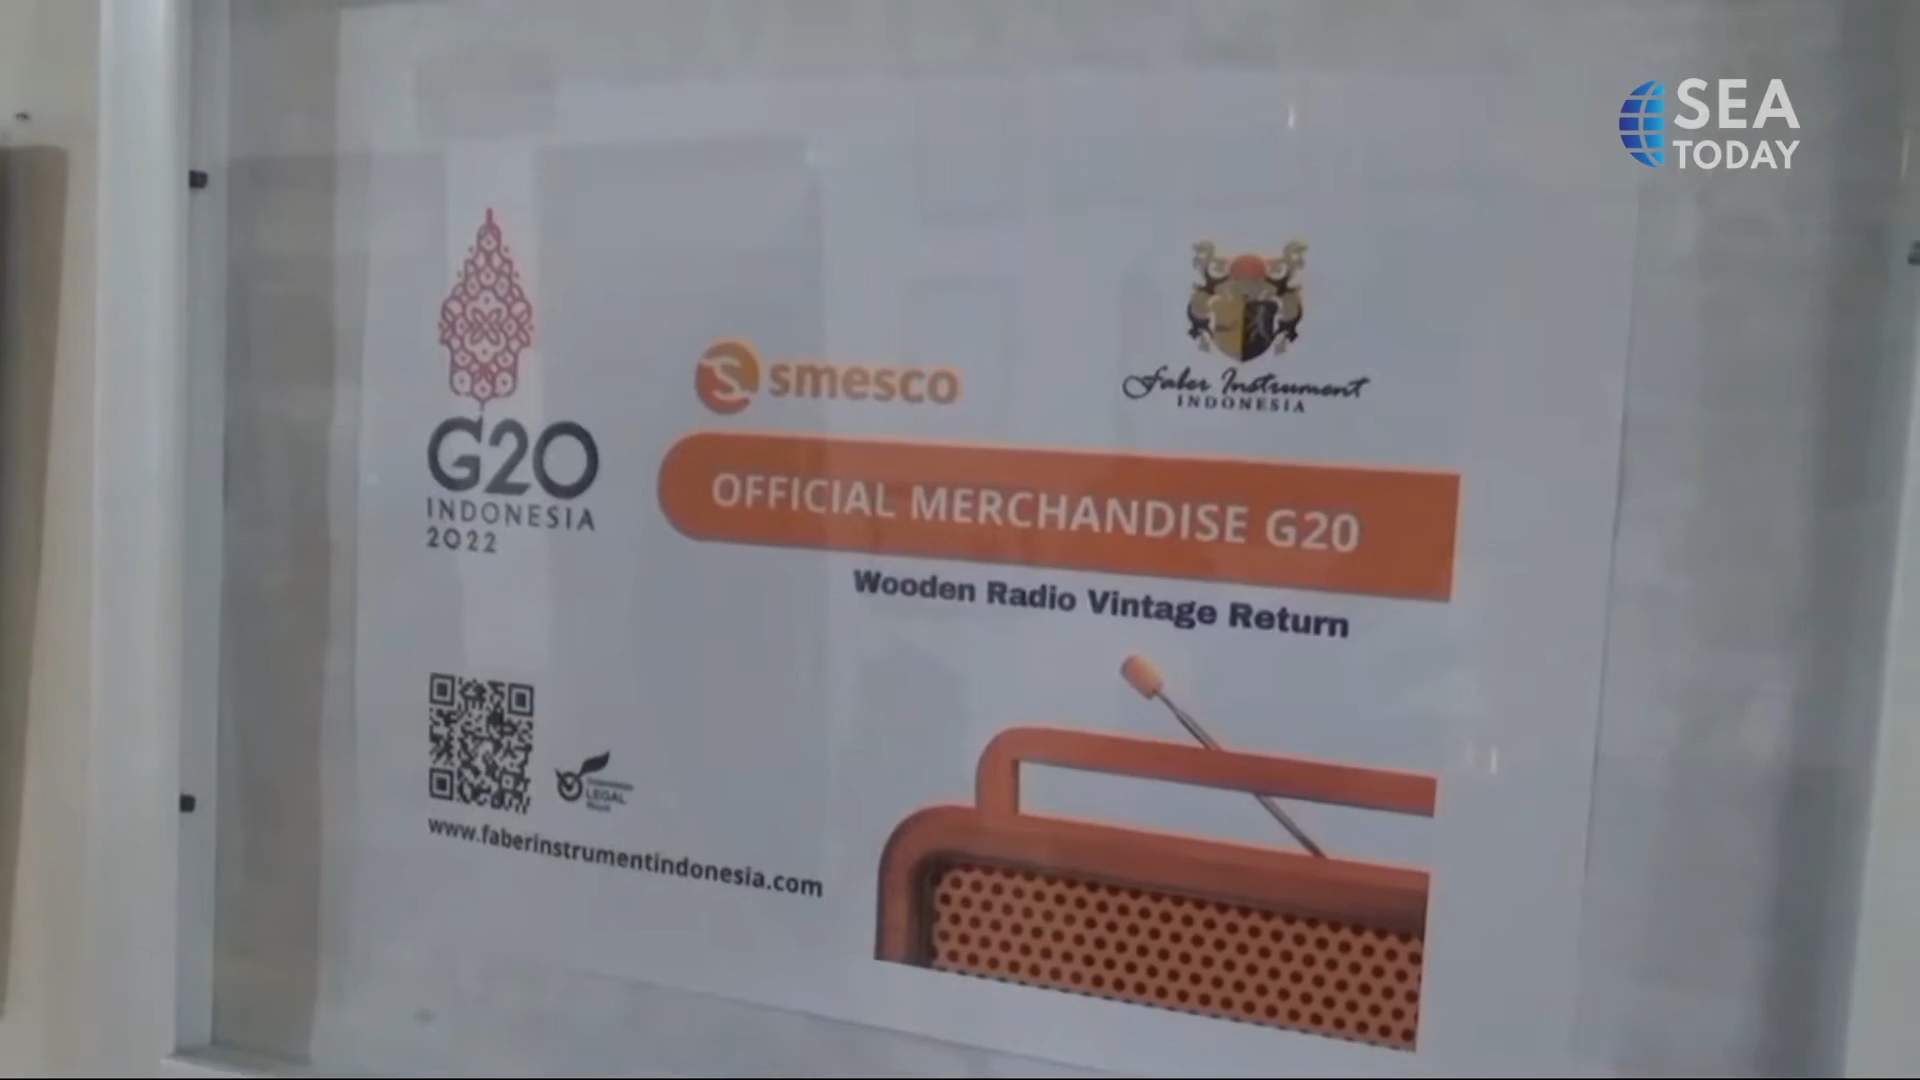 SEA
TODAY
smesco
Faber Instrument
INDONESIA
G20
INDONESIA
2022
OFFICIAL MERCHANDISE G20
Wooden Radio Vintage Return
LEGAL
www.faberinstrumentindonesia.com